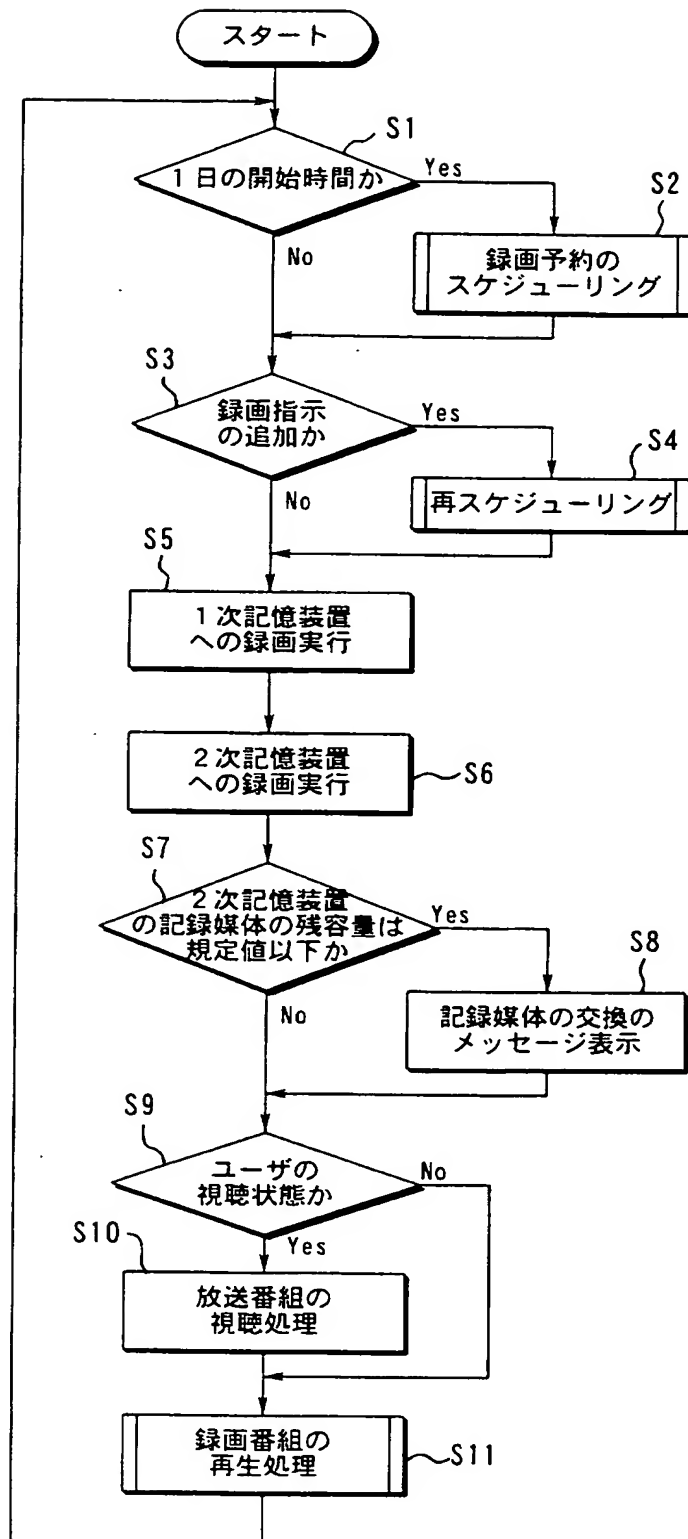 スタート
S1
1日の開始時間か
Yes
No
S2
録画予約の
スケジューリング
S3
録画指示
の追加か
Yes
No
S4
再スケジューリング
S5
1次記憶装置
への録画実行
2次記憶装置
への録画実行
S6
S7
2次記憶装置
の記録媒体の残容量は
規定値以下か
Yes
No
S8
記録媒体の交換の
メッセージ表示
S9
ユーザの
視聴状態か
No
Yes
S10
放送番組の
視聴処理
録画番組の
再生処理
S11